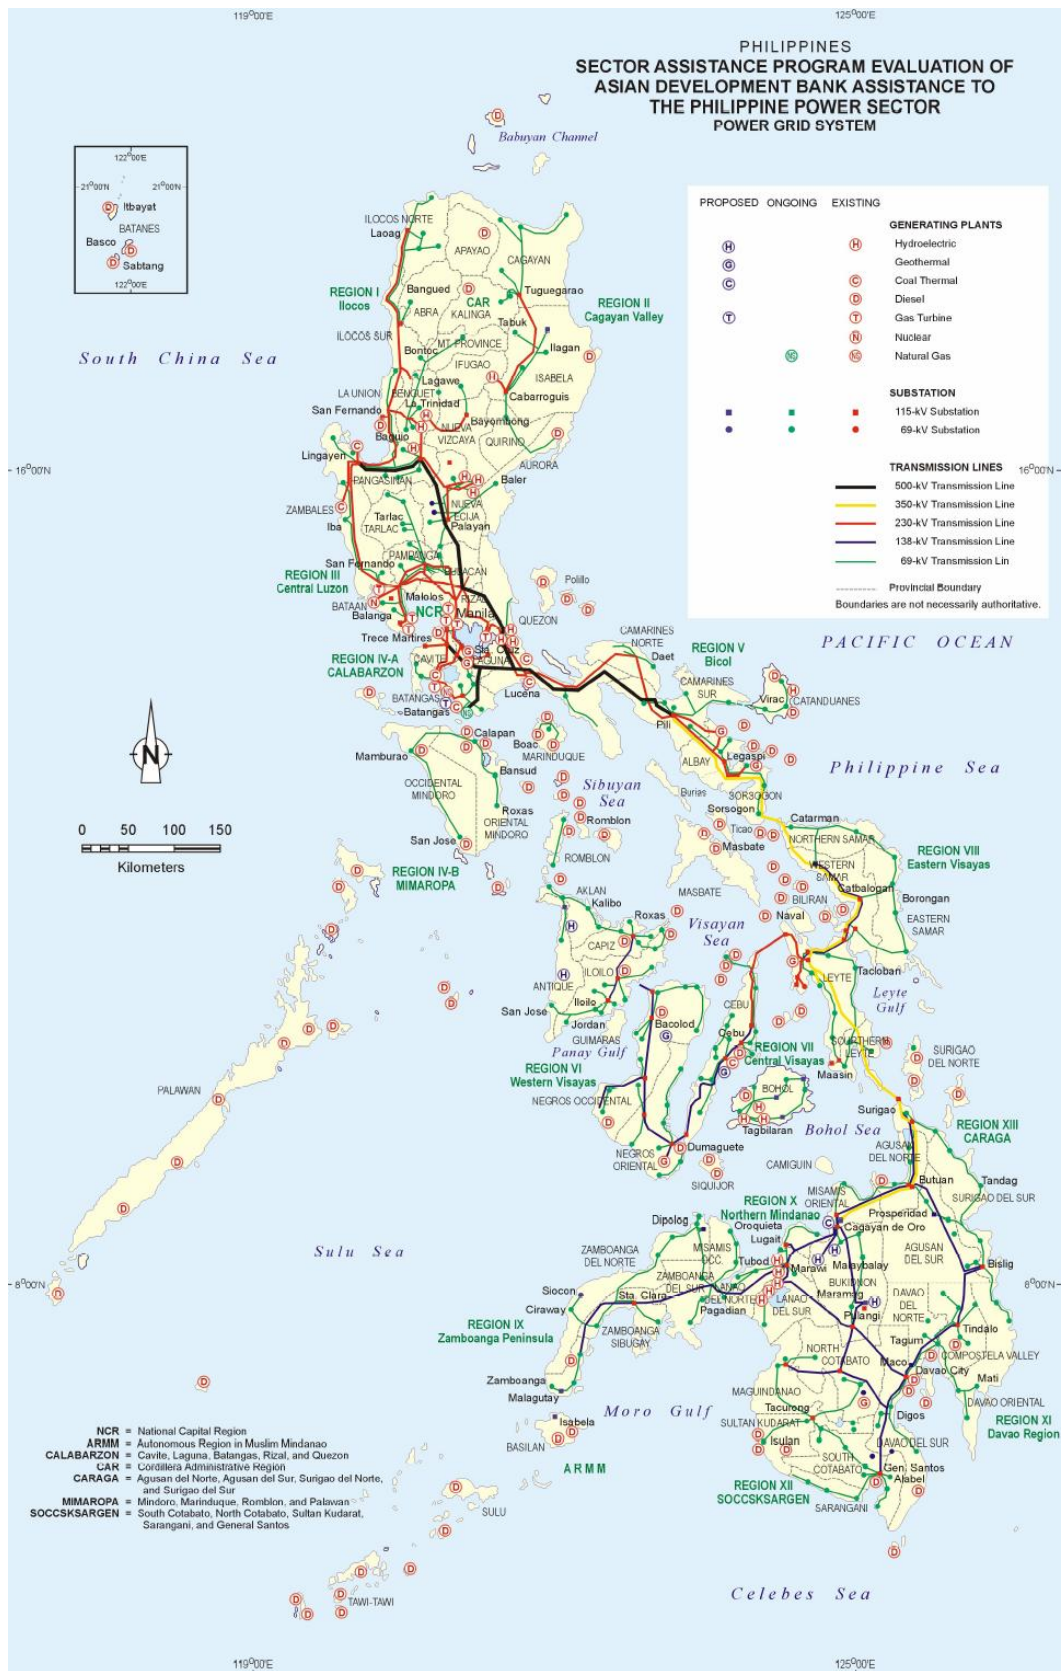 119°00'E
125°00'E
PHILIPPINES
SECTOR ASSISTANCE PROGRAM EVALUATION OF
ASIAN DEVELOPMENT BANK ASSISTANCE TO
THE PHILIPPINE POWER SECTOR
POWER GRID SYSTEM
Babuyan Channel
122°00'E
21°00'N
21°00'N
Itbayat
BATANES
Basco
Sabtang
122°00'E
PROPOSED
ONGOING
EXISTING
GENERATING PLANTS
H H Hydroelectric
G Geothermal
C C Coal Thermal
D Diesel
T T Gas Turbine
N Nuclear
NG NG Natural Gas
SUBSTATION
115-kV Substation
69-kV Substation
TRANSMISSION LINES
500-kV Transmission Line
350-kV Transmission Line
230-kV Transmission Line
138-kV Transmission Line
69-kV Transmission Lin
Provincial Boundary
Boundaries are not necessarily authoritative.
ILOCOS NORTE
Laoag
APAYAO
CAGAYAN
REGION I
Ilocos
Bangued
CAR
Tuguegarao
REGION II
Cagayan Valley
ABRA
KALINGA
Tabuk
ILOCOS SUR
MT. PROVINCE
Bontoc
Ilagan
IFUGAO
South China Sea
Lagawe
ISABELA
LA UNION
BENGUET
La Trinidad
Cabarroguis
San Fernando
Bayombong
Baguio
NUEVA
VIZCAYA
QUIRINO
Lingayen
AURORA
16°00'N
16°00'N
PANGASINAN
Baler
ZAMBALES
NUEVA
ECIJA
Iba
Tarlac
TARLAC
Palayan
PAMPANGA
San Fernando
BULACAN
REGION III
Central Luzon
RIZAL
Polillo
Malolos
BATAAN
Balanga
NCR
Manila
QUEZON
Trece Martires
Sta. Cruz
CAMARINES
NORTE
PACIFIC OCEAN
REGION IV-A
CALABARZON
CAVITE
LAGUNA
Daet
REGION V
Bicol
CAMARINES
SUR
Lucena
BATANGAS
Batangas
Virac
CATANDUANES
N
Pili
Calapan
Boac
MARINDUQUE
Mamburao
Legaspi
ALBAY
Bansud
Philippine Sea
OCCIDENTAL
MINDORO
Sibuyan
Sea
Burias
SORSOGON
Sorsogon
Roxas
ORIENTAL
MINDORO
Romblon
Catarman
0 50 100 150
Kilometers
Ticao
NORTHERN SAMAR
San Jose
Masbate
REGION VIII
Eastern Visayas
ROMBLON
WESTERN
SAMAR
REGION IV-B
MIMAROPA
Catbalogan
AKLAN
MASBATE
Kalibo
BILIRAN
Borongan
Roxas
Naval
EASTERN
SAMAR
Visayan
Sea
CAPIZ
ILOILO
ANTIQUE
LEYTE
Tacloban
Leyte
Gulf
CEBU
San Jose
Iloilo
Bacolod
Jordan
GUIMARAS
Cebu
SOUTHERN
LEYTE
Panay Gulf
REGION VII
Central Visayas
SURIGAO
DEL NORTE
REGION VI
Western Visayas
Maasin
PALAWAN
BOHOL
NEGROS OCCIDENTAL
Surigao
Tagbilaran
Bohol Sea
REGION XIII
CARAGA
NEGROS
ORIENTAL
Dumaguete
AGUSAN
DEL NORTE
CAMIGUIN
SIQUIJOR
Butuan
Tandag
MISAMIS
ORIENTAL
SURIGAO DEL SUR
REGION X
Northern Mindanao
Dipolog
Oroquieta
Prosperidad
Cagayan de Oro
Lugait
Sulu Sea
ZAMBOANGA
DEL NORTE
MISAMIS
OCC.
AGUSAN
DEL SUR
Tubod
Marawi
Malaybalay
Bislig
8°00'N
8°00'N
ZAMBOANGA
DEL SUR
LANAO
DEL NORTE
BUKIDNON
Siocon
Sta. Clara
Maramag
DAVAO
DEL
NORTE
LANAO
DEL SUR
Ciraway
Pagadian
Pulangi
REGION IX
Zamboanga Peninsula
ZAMBOANGA
SIBUGAY
Tindalo
Tagum
NORTH
COTABATO
COMPOSTELA VALLEY
Maco
Davao City
Zamboanga
Mati
Malagutay
MAGUINDANAO
DAVAO ORIENTAL
Moro Gulf
Tacurong
Digos
Isabela
SULTAN KUDARAT
REGION XI
Davao Region
BASILAN
Isulan
DAVAO DEL SUR
ARMM
SOUTH
COTABATO
Gen. Santos
Alabel
REGION XII
SOCCSKSARGEN
SARANGANI
SULU
NCR = National Capital Region
ARMM = Autonomous Region in Muslim Mindanao
CALABARZON = Cavite, Laguna, Batangas, Rizal, and Quezon
CAR = Cordillera Administrative Region
CARAGA = Agusan del Norte, Agusan del Sur, Surigao del Norte,
and Surigao del Sur
MIMAROPA = Mindoro, Marinduque, Romblon, and Palawan
SOCCSKSARGEN = South Cotabato, North Cotabato, Sultan Kudarat,
Sarangani, and General Santos
TAWI-TAWI
Celebes Sea
119°00'E
125°00'E